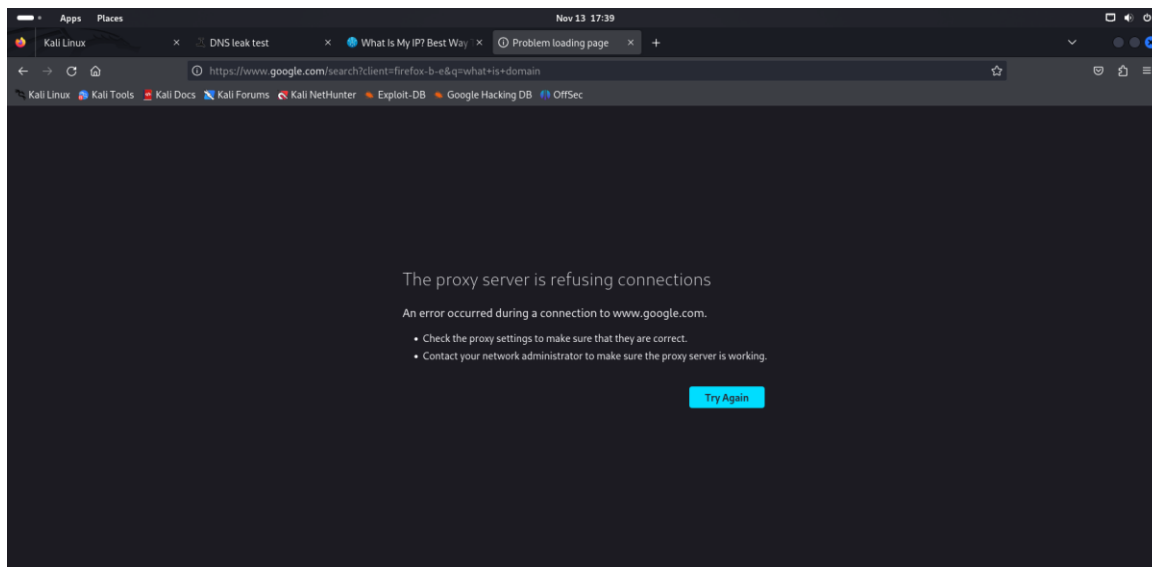 Apps Places Nov 13 17:39
Kali Linux DNS leak test What Is My IP? Best Way Problem loading page
https://www.google.com/search?client=firefox-b-e&q=what+is+domain
Kali Linux Kali Tools Kali Docs Kali Forums Kali NetHunter Exploit-DB Google Hacking DB OffSec
The proxy server is refusing connections
An error occurred during a connection to www.google.com.
• Check the proxy settings to make sure that they are correct.
• Contact your network administrator to make sure the proxy server is working.
Try Again